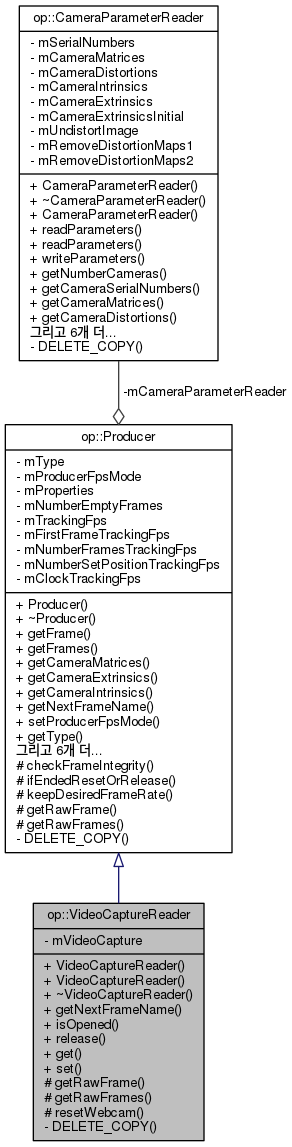 op::CameraParameterReader
- mSerialNumbers
- mCameraMatrices
- mCameraDistortions
- mCameraIntrinsics
- mCameraExtrinsics
- mCameraExtrinsicsInitial
- mUndistortImage
- mRemoveDistortionMaps1
- mRemoveDistortionMaps2
+ CameraParameterReader()
+ ~CameraParameterReader()
+ CameraParameterReader()
+ readParameters()
+ readParameters()
+ writeParameters()
+ getNumberCameras()
+ getCameraSerialNumbers()
+ getCameraMatrices()
+ getCameraDistortions()
그리고 6개 더...
- DELETE_COPY()
-mCameraParameterReader
op::Producer
- mType
- mProducerFpsMode
- mProperties
- mNumberEmptyFrames
- mTrackingFps
- mFirstFrameTrackingFps
- mNumberFramesTrackingFps
- mNumberSetPositionTrackingFps
- mClockTrackingFps
+ Producer()
+ ~Producer()
+ getFrame()
+ getFrames()
+ getCameraMatrices()
+ getCameraExtrinsics()
+ getCameraIntrinsics()
+ getNextFrameName()
+ setProducerFpsMode()
+ getType()
그리고 6개 더...
# checkFrameIntegrity()
# ifEndedResetOrRelease()
# keepDesiredFrameRate()
# getRawFrame()
# getRawFrames()
- DELETE_COPY()
op::VideoCaptureReader
- mVideoCapture
+ VideoCaptureReader()
+ VideoCaptureReader()
+ ~VideoCaptureReader()
+ getNextFrameName()
+ isOpened()
+ release()
+ get()
+ set()
# getRawFrame()
# getRawFrames()
# resetWebcam()
- DELETE_COPY()